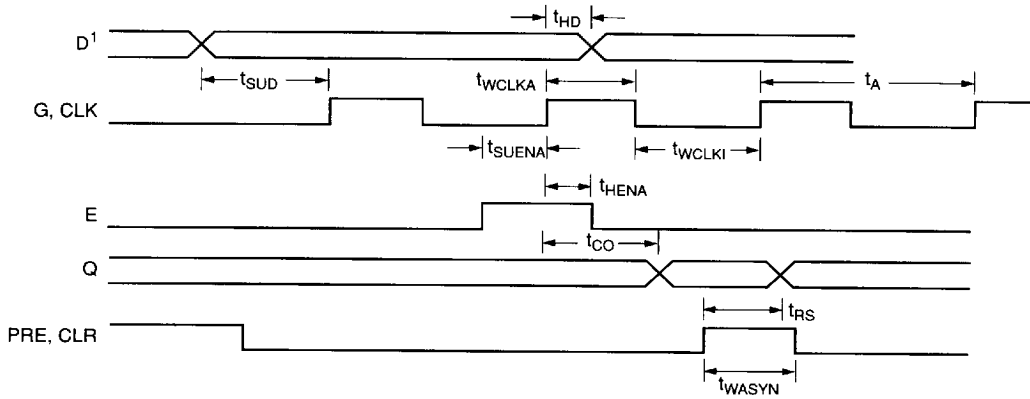 t_HD
D¹
t_SUD
t_WCLKA
t_A
G, CLK
t_SUENA
t_WCLKI
t_HENA
E
t_CO
Q
t_RS
PRE, CLR
t_WASYN